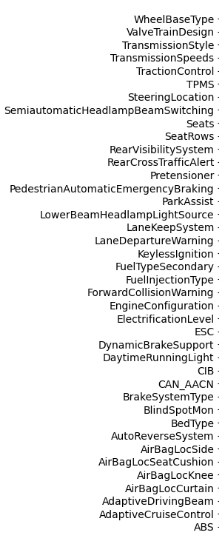 WheelBaseType
ValveTrainDesign
TransmissionStyle
TransmissionSpeeds
TractionControl
TPMS
SteeringLocation
SemiautomaticHeadlampBeamSwitching
Seats
SeatRows
RearVisibilitySystem
RearCrossTrafficAlert
Pretensioner
PedestrianAutomaticEmergencyBraking
ParkAssist
LowerBeamHeadlampLightSource
LaneKeepSystem
LaneDepartureWarning
KeylessIgnition
FuelTypeSecondary
FuelInjectionType
ForwardCollisionWarning
EngineConfiguration
ElectrificationLevel
ESC
DynamicBrakeSupport
DaytimeRunningLight
CIB
CAN_AACN
BrakeSystemType
BlindSpotMon
BedType
AutoReverseSystem
AirBagLocSide
AirBagLocSeatCushion
AirBagLocKnee
AirBagLocCurtain
AdaptiveDrivingBeam
AdaptiveCruiseControl
ABS